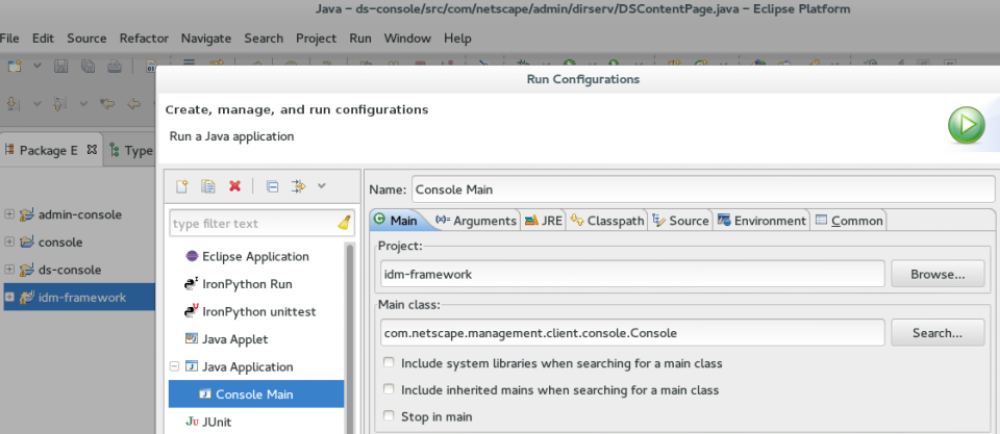 Java – ds-console/src/com/netscape/admin/dirserv/DSContentPage.java – Eclipse Platform
File Edit Source Refactor Navigate Search Project Run Window Help
Run Configurations
Create, manage, and run configurations
Run a Java application
Package E Type
admin-console
console
ds-console
idm-framework
type filter text
Eclipse Application
IronPython Run
IronPython unittest
Java Applet
Java Application
Console Main
JUnit
Name: Console Main
Main Arguments JRE Classpath Source Environment Common
Project:
idm-framework Browse...
Main class:
com.netscape.management.client.console.Console Search...
Include system libraries when searching for a main class
Include inherited mains when searching for a main class
Stop in main